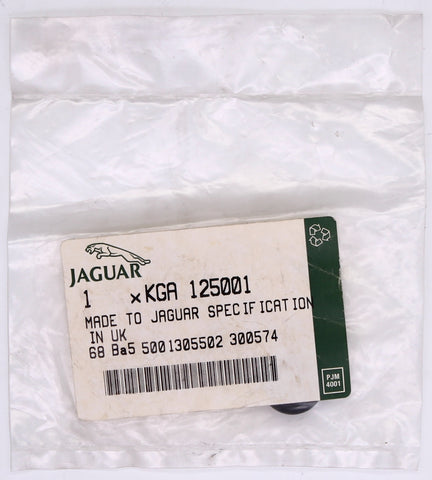 JAGUAR
1 ×KGA 125001
MADE TO JAGUAR SPECIFICATION
IN UK
68 Ba5 5001305502 300574
PJM
4001